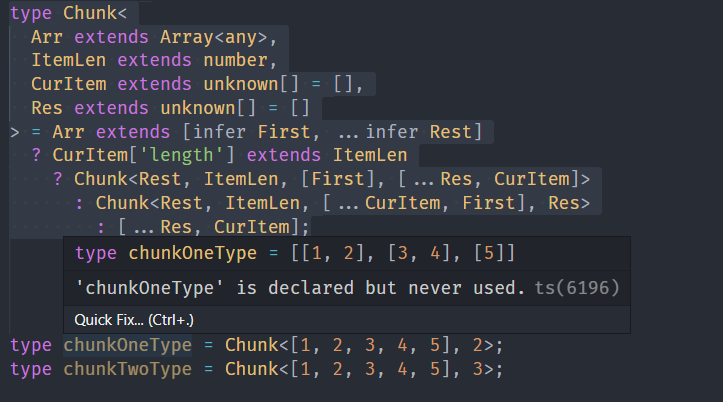 type Chunk<
  Arr extends Array<any>,
  ItemLen extends number,
  CurItem extends unknown[] = [],
  Res extends unknown[] = []
> = Arr extends [infer First, ...infer Rest]
  ? CurItem['length'] extends ItemLen
    ? Chunk<Rest, ItemLen, [First], [...Res, CurItem]>
      : Chunk<Rest, ItemLen, [...CurItem, First], Res>
        : [...Res, CurItem];
type chunkOneType = [[1, 2], [3, 4], [5]]
'chunkOneType' is declared but never used. ts(6196)
Quick Fix... (Ctrl+.)
type chunkOneType = Chunk<[1, 2, 3, 4, 5], 2>;
type chunkTwoType = Chunk<[1, 2, 3, 4, 5], 3>;